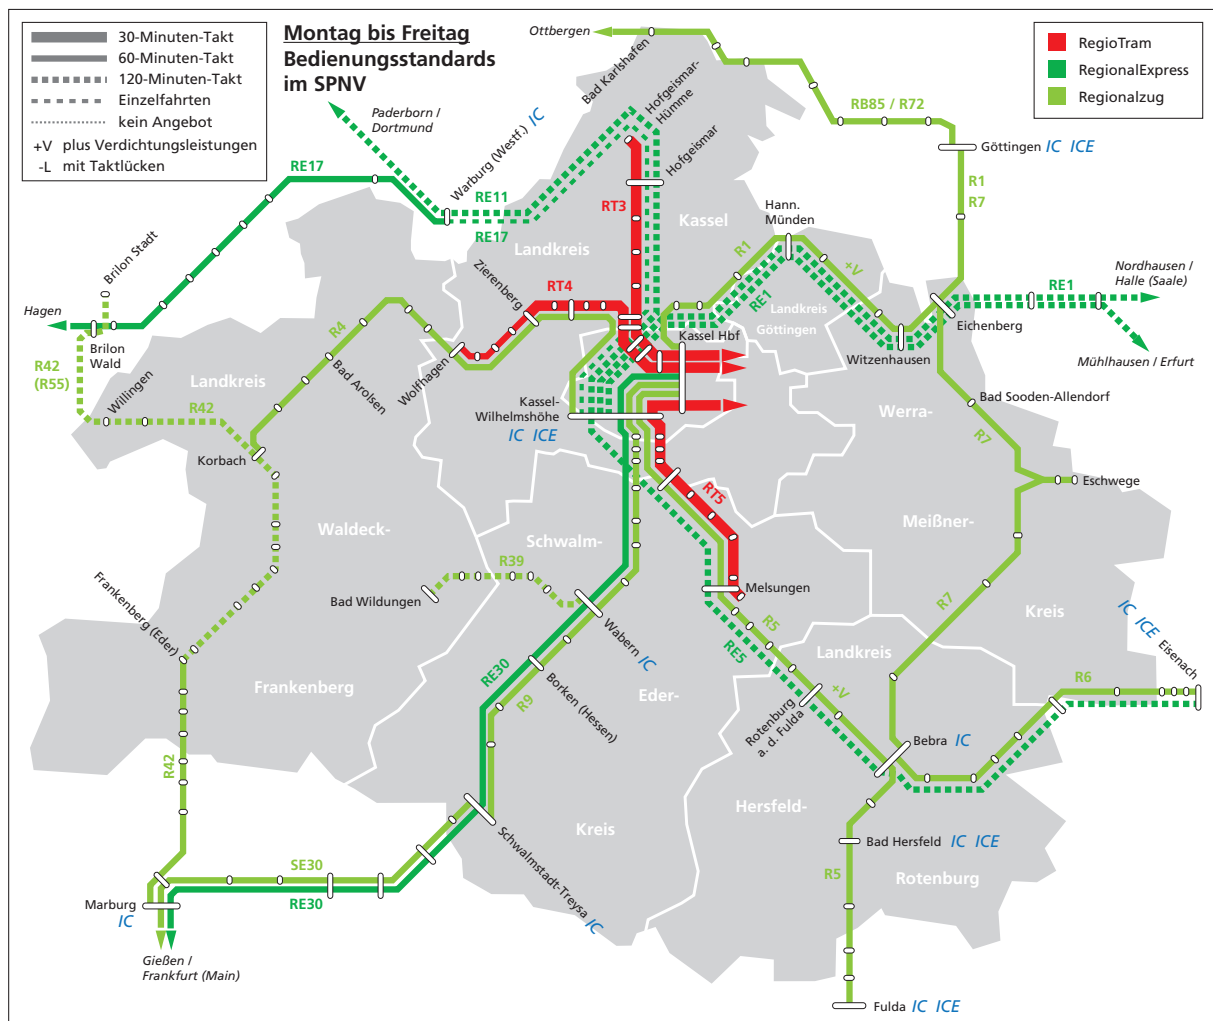 30-Minuten-Takt
60-Minuten-Takt
120-Minuten-Takt
Einzelfahrten
kein Angebot
+V plus Verdichtungsleistungen
-L mit Taktlücken
Montag bis Freitag
Bedienungsstandards
im SPNV
RegioTram
RegionalExpress
Regionalzug
Ottbergen
Bad Karlshafen
Hofgeismar-
Hümme
Hofgeismar
Paderborn /
Dortmund
Warburg (Westf.) IC
RB85 / R72
Göttingen IC ICE
R1
R7
RE17
RE11
RE17
RT3
Kassel
Landkreis
Hann.
Münden
R1
+V
RE1
Landkreis
Göttingen
Nordhausen /
Halle (Saale)
RE1
Eichenberg
Witzenhausen
Mühlhausen / Erfurt
Brilon Stadt
Hagen
Brilon
Wald
R42
(R55)
Willingen
Landkreis
R42
R4
Bad Arolsen
Korbach
Zierenberg
RT4
Wolfhagen
Kassel Hbf
Kassel-
Wilhelmshöhe
IC ICE
Werra-
Bad Sooden-Allendorf
R7
Eschwege
Meißner-
RT5
Waldeck-
Schwalm-
R39
Bad Wildungen
Melsungen
R7
Kreis
IC ICE
Eisenach
Frankenberg (Eder)
Wabern IC
R5
RE5
Landkreis
Frankenberg
RE30
R9
Borken (Hessen)
Eder-
Rotenburg
a. d. Fulda
+V
R6
Bebra IC
R42
Hersfeld-
Kreis
Schwalmstadt-Treysa IC
Bad Hersfeld IC ICE
R5
Rotenburg
SE30
RE30
Marburg
IC
Gießen /
Frankfurt (Main)
Fulda IC ICE